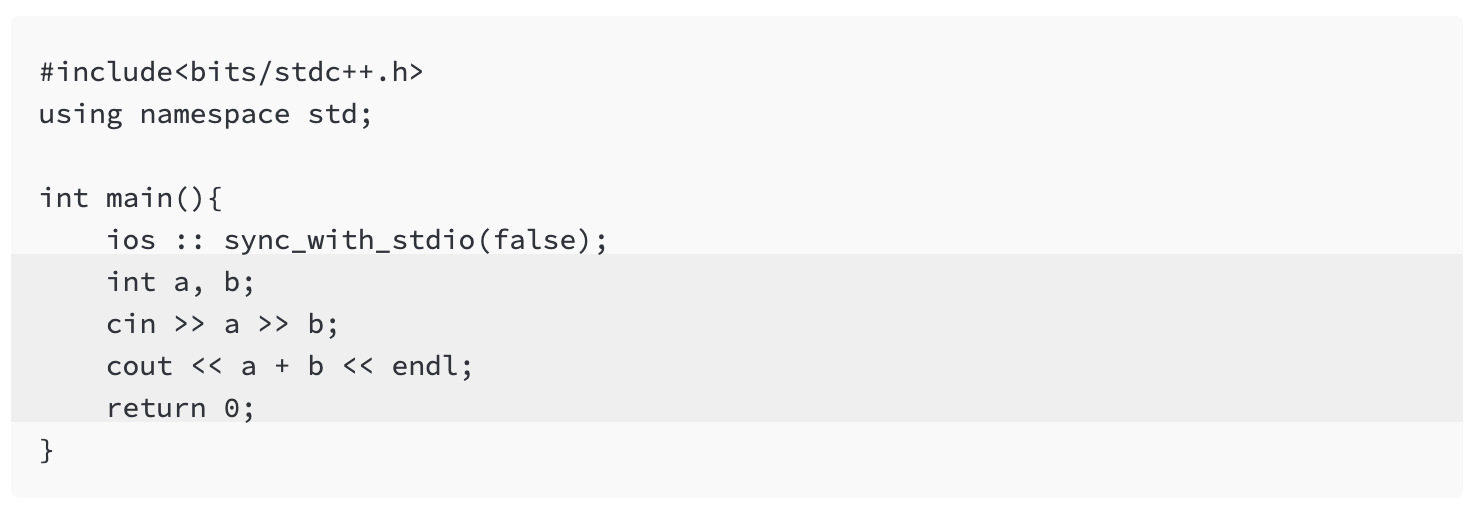 #include<bits/stdc++.h>
using namespace std;

int main(){
    ios :: sync_with_stdio(false);
    int a, b;
    cin >> a >> b;
    cout << a + b << endl;
    return 0;
}